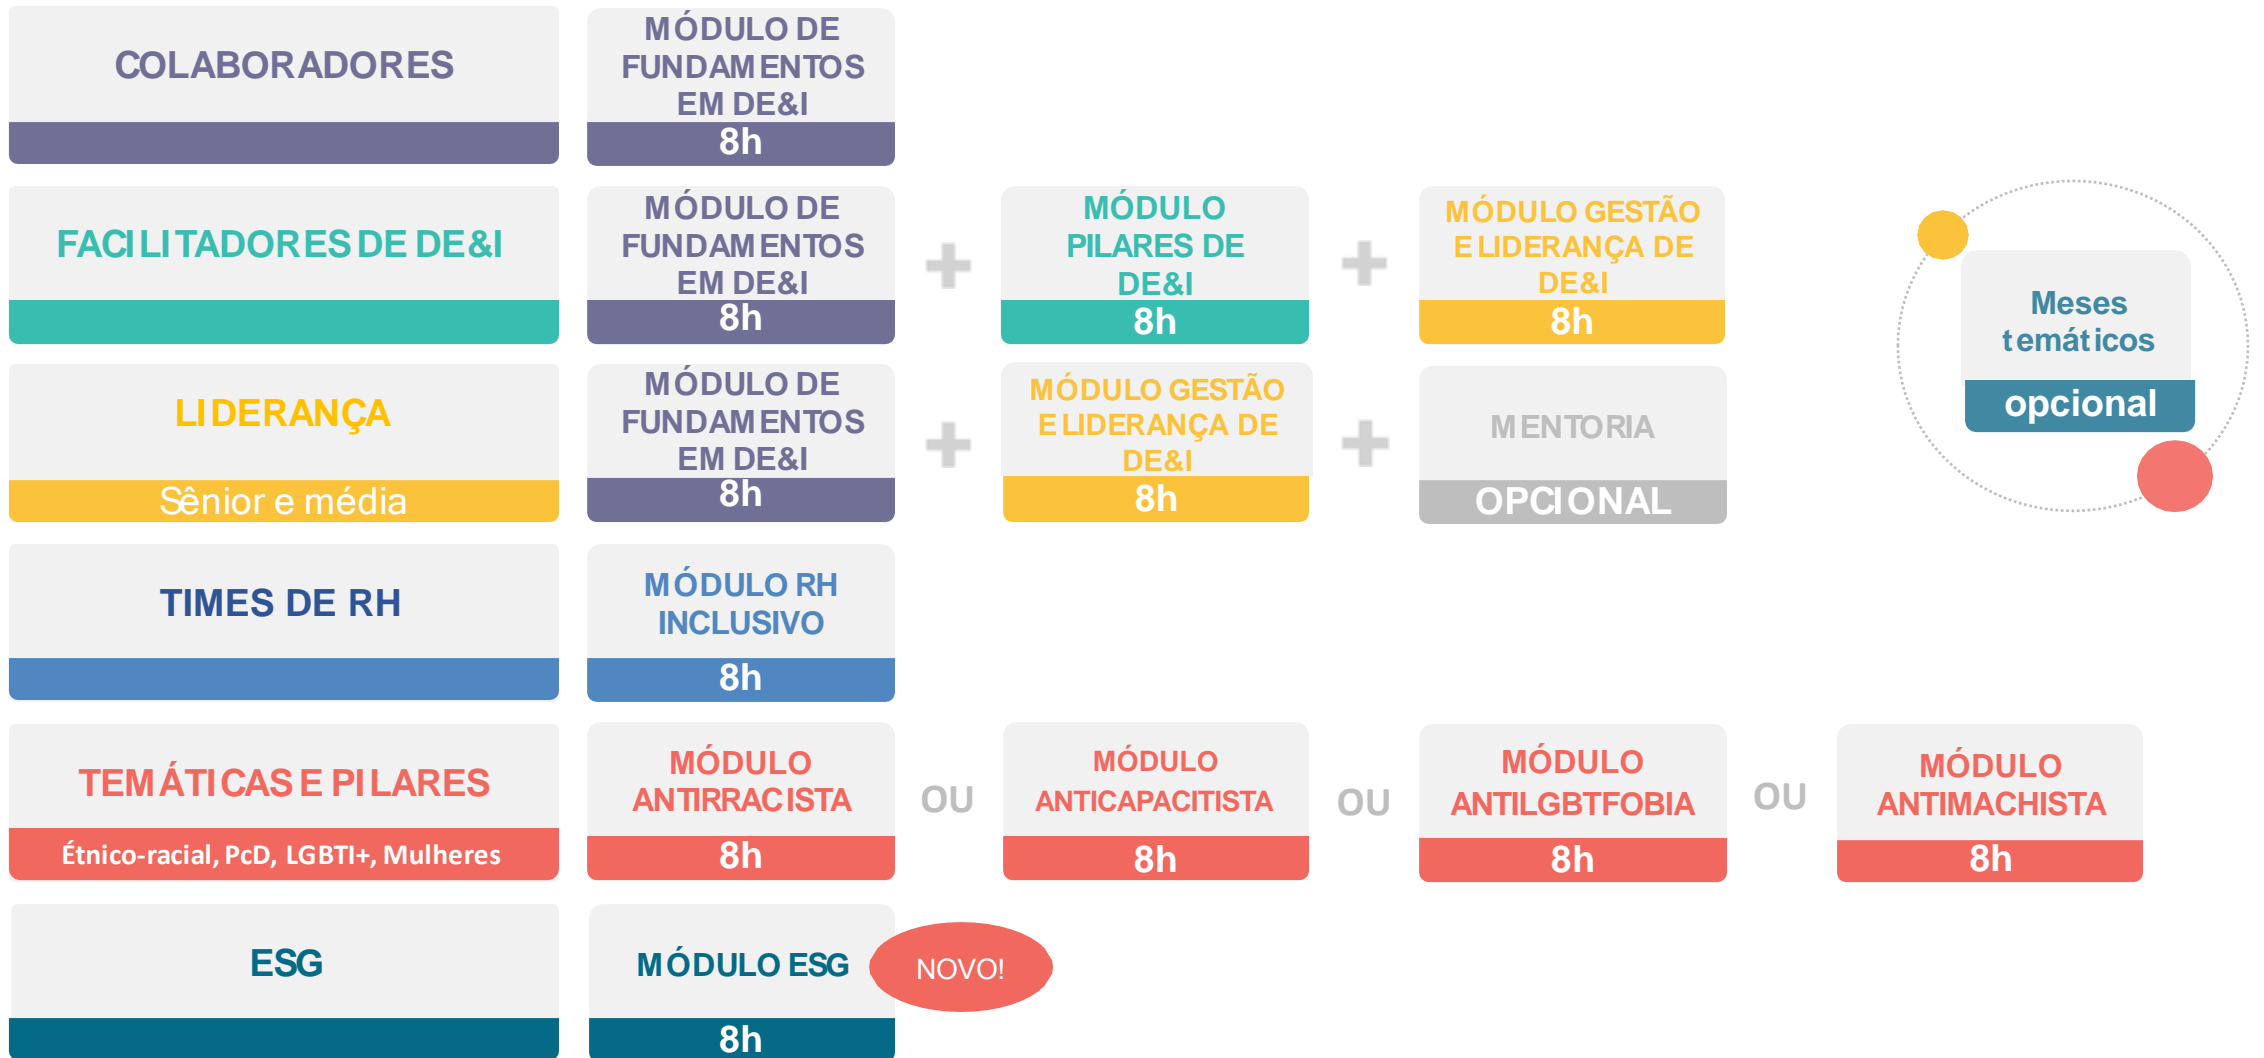 COLABORADORES
MÓDULO DE
FUNDAMENTOS
EM DE&I
8h
FACILITADORES DE DE&I
MÓDULO DE
FUNDAMENTOS
EM DE&I
8h
+
MÓDULO
PILARES DE
DE&I
8h
+
MÓDULO GESTÃO
E LIDERANÇA DE
DE&I
8h
Meses
temáticos
opcional
LIDERANÇA
Sênior e média
MÓDULO DE
FUNDAMENTOS
EM DE&I
8h
+
MÓDULO GESTÃO
E LIDERANÇA DE
DE&I
8h
+
MENTORIA
OPCIONAL
TIMES DE RH
MÓDULO RH
INCLUSIVO
8h
TEMÁTICAS E PILARES
Étnico-racial, PcD, LGBTI+, Mulheres
MÓDULO
ANTIRRACISTA
8h
OU
MÓDULO
ANTICAPACITISTA
8h
OU
MÓDULO
ANTILGBTFOBIA
8h
OU
MÓDULO
ANTIMACHISTA
8h
ESG
MÓDULO ESG
8h
NOVO!